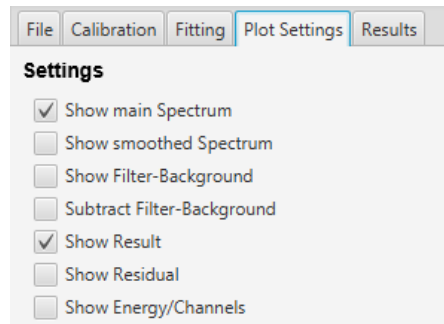 File Calibration Fitting Plot Settings Results
Settings
Show main Spectrum
Show smoothed Spectrum
Show Filter-Background
Subtract Filter-Background
Show Result
Show Residual
Show Energy/Channels